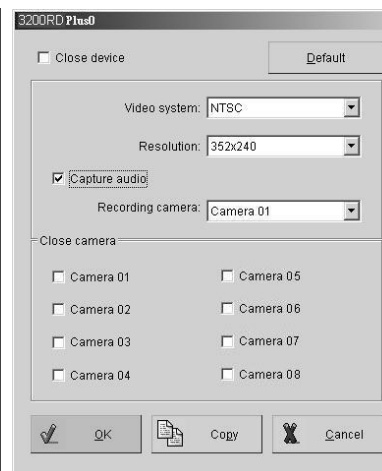 3200RD Plus0
Close device
Default
Video system: NTSC
Resolution: 352x240
Capture audio
Recording camera: Camera 01
Close camera
Camera 01 Camera 05
Camera 02 Camera 06
Camera 03 Camera 07
Camera 04 Camera 08
OK Copy Cancel